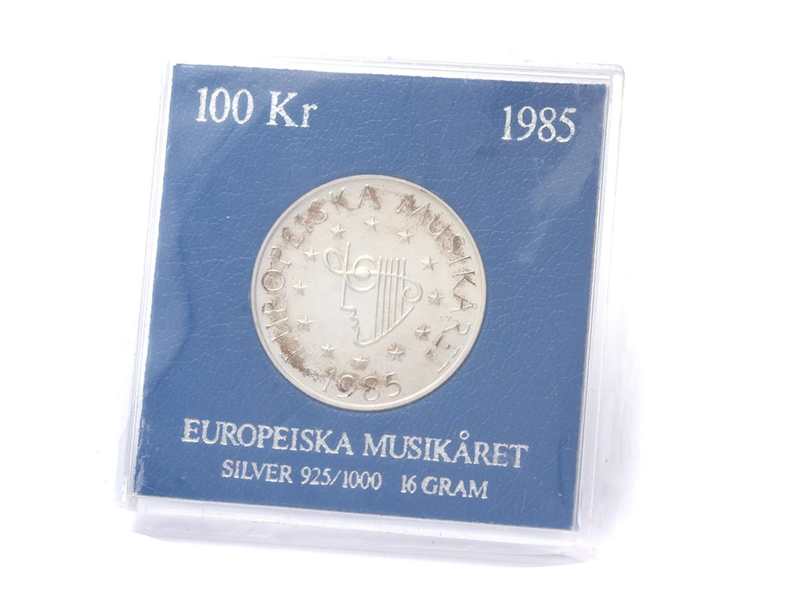 100 Kr 1985
EUROPEISKA MUSIKÅRET
1985
EUROPEISKA MUSIKÅRET
SILVER 925/1000 16 GRAM